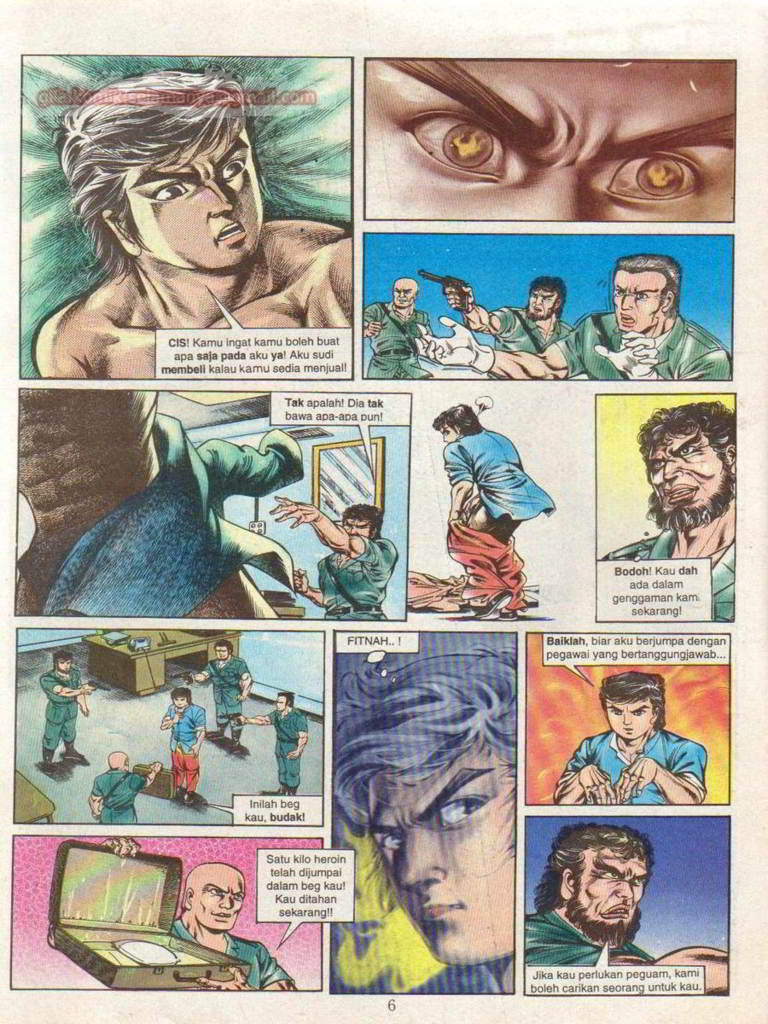 CIS! Kamu ingat kamu boleh buat
apa saja pada aku ya! Aku sudi
membeli kalau kamu sedia menjual!
Tak apalah! Dia tak
bawa apa-apa pun!
Bodoh! Kau dah
ada dalam
genggaman kami
sekarang!
Inilah beg
kau, budak!
FITNAH.. !
Baiklah, biar aku berjumpa dengan
pegawai yang bertanggungjawab...
Satu kilo heroin
telah dijumpai
dalam beg kau!
Kau ditahan
sekarang!!
Jika kau perlukan peguam, kami
boleh carikan seorang untuk kau.
6